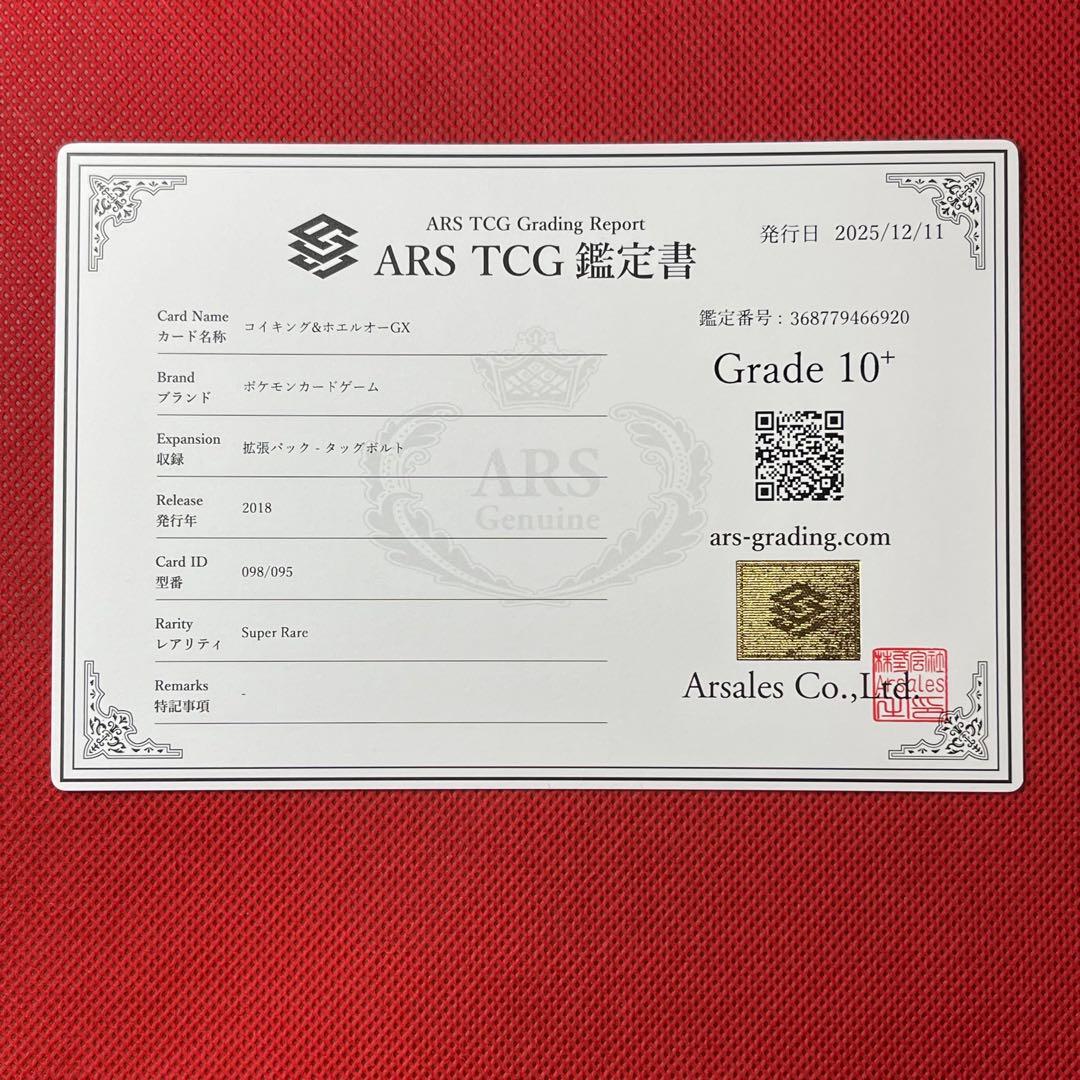 ARS TCG Grading Report
ARS TCG 鑑定書
発行日 2025/12/11
Card Name
カード名称
コイキング&ホエルオーGX
Brand
ブランド
ポケモンカードゲーム
Expansion
収録
拡張パック - タッグボルト
Release
発行年
2018
Card ID
型番
098/095
Rarity
レアリティ
Super Rare
Remarks
特記事項
-
ARS
Genuine
鑑定番号 : 368779466920
Grade 10+
ars-grading.com
Arsales Co.,Ltd.
株式会社
Arsales